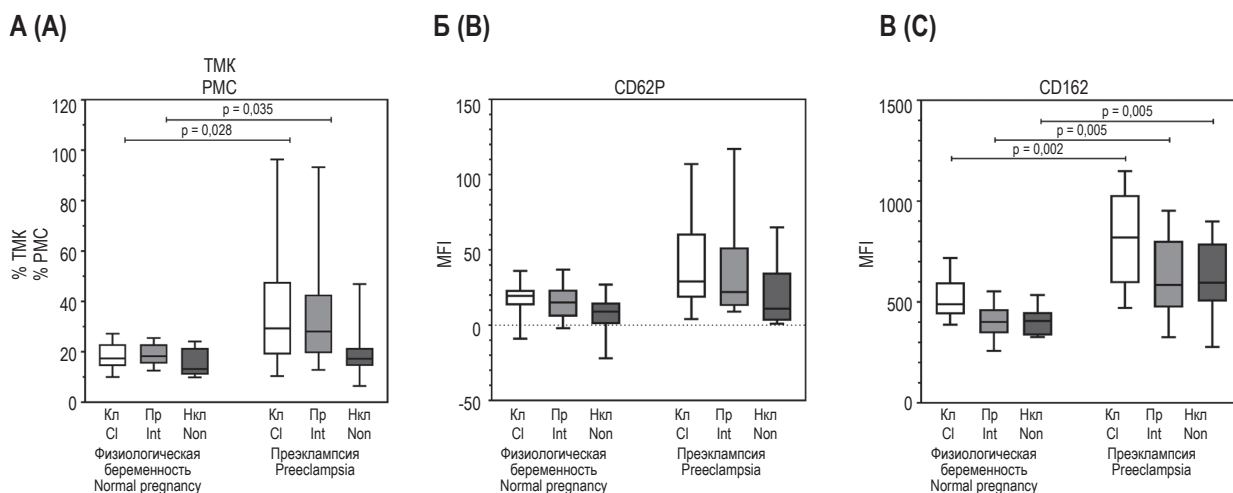 А (A)
ТМК
PMC
120
100
80
60
40
20
0
% ТМК
% PMC
p = 0,035
p = 0,028
Кл Пр Нкл Кл Пр Нкл
Cl Int Non Cl Int Non
Физиологическая
беременность
Normal pregnancy
Преэклампсия
Preeclampsia
Б (B)
CD62P
150
100
50
0
-50
MFI
Кл Пр Нкл Кл Пр Нкл
Cl Int Non Cl Int Non
Физиологическая
беременность
Normal pregnancy
Преэклампсия
Preeclampsia
В (C)
CD162
1500
1000
500
0
MFI
p = 0,005
p = 0,005
p = 0,002
Кл Пр Нкл Кл Пр Нкл
Cl Int Non Cl Int Non
Физиологическая
беременность
Normal pregnancy
Преэклампсия
Preeclampsia